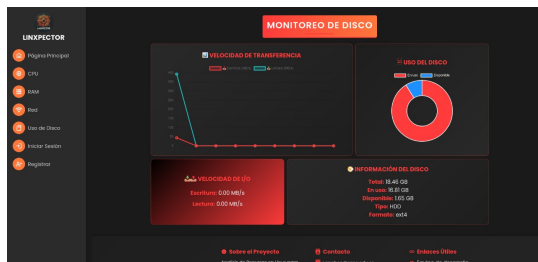 LINXPECTOR
Página Principal
CPU
RAM
Red
Uso de Disco
Iniciar Sesión
Registrar
MONITOREO DE DISCO
VELOCIDAD DE TRANSFERENCIA
USO DEL DISCO
En uso Disponible
VELOCIDAD DE I/O
Escritura: 0.00 MB/s
Lectura: 0.00 MB/s
INFORMACIÓN DEL DISCO
Total: 18.46 GB
En uso: 16.81 GB
Disponible: 1.65 GB
Tipo: HDD
Formato: ext4
Sobre el Proyecto
Contacto
Enlaces Útiles